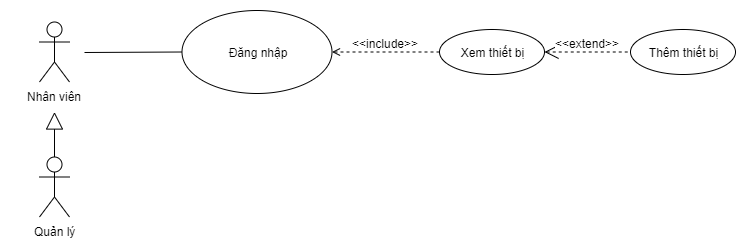 <<include>>
<<extend>>
Đăng nhập
Xem thiết bị
Thêm thiết bị
Nhân viên
Quản lý